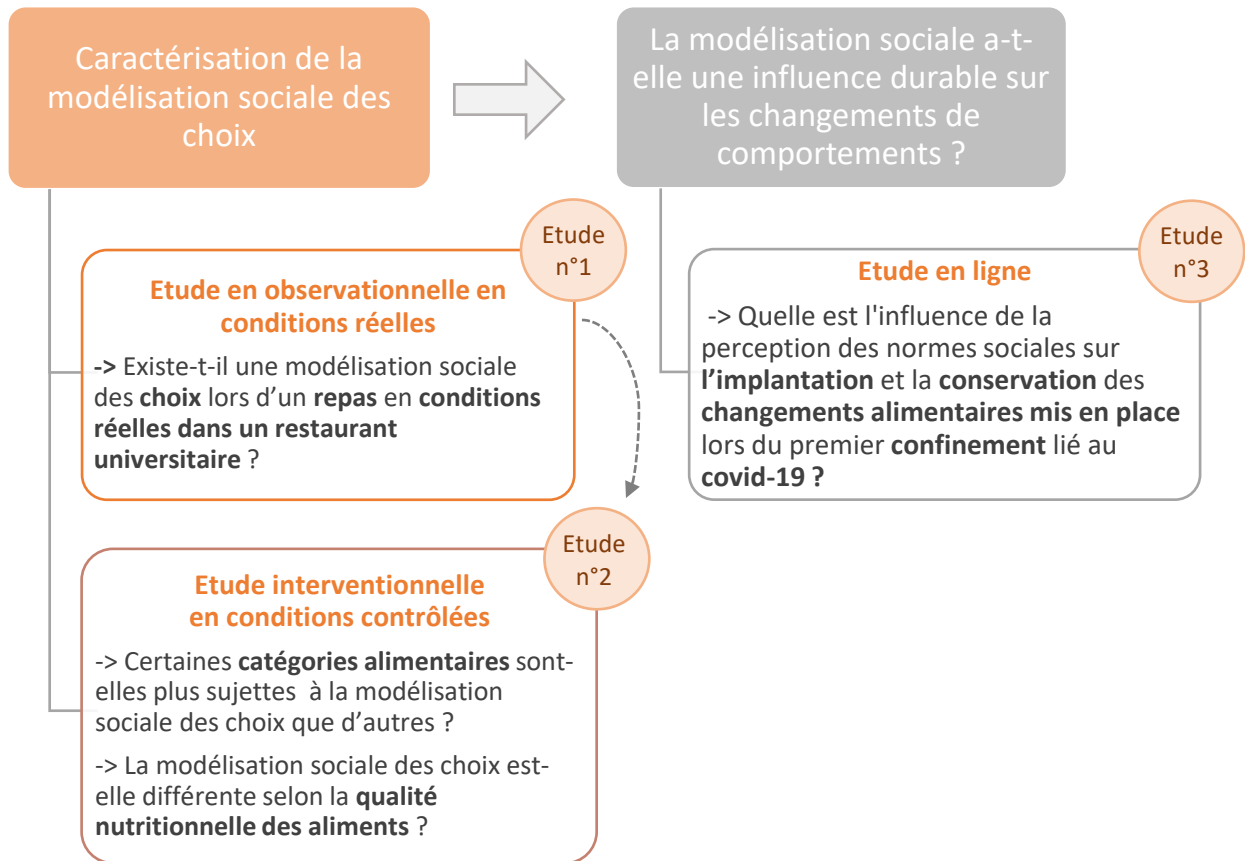 Caractérisation de la
modélisation sociale des
choix
La modélisation sociale a-t-
elle une influence durable sur
les changements de
comportements ?
Etude
n°1
Etude en observationnelle en
conditions réelles
-> Existe-t-il une modélisation sociale
des choix lors d’un repas en conditions
réelles dans un restaurant
universitaire ?
Etude
n°2
Etude interventionnelle
en conditions contrôlées
-> Certaines catégories alimentaires sont-
elles plus sujettes à la modélisation
sociale des choix que d'autres ?
-> La modélisation sociale des choix est-
elle différente selon la qualité
nutritionnelle des aliments ?
Etude
n°3
Etude en ligne
-> Quelle est l'influence de la
perception des normes sociales sur
l’implantation et la conservation des
changements alimentaires mis en place
lors du premier confinement lié au
covid-19 ?